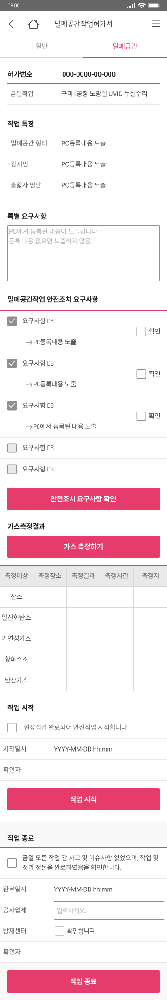 08:00
밀폐공간작업허가서
일반 밀폐공간
허가번호 000-0000-00-000
금일작업 구미1공장 노광실 UVID 누설수리
작업 특징
밀폐공간 형태 PC등록내용 노출
감시인 PC등록내용 노출
출입자 명단 PC등록내용 노출
특별 요구사항
PC에서 등록된 내용이 노출됩니다.
등록 내용 없으면 노출하지 않음.
밀폐공간작업 안전조치 요구사항
요구사항 DB
확인
PC등록내용 노출
요구사항 DB
확인
PC등록내용 노출
요구사항 DB
확인
PC에서 등록된 내용 노출
요구사항 DB
요구사항 DB
안전조치 요구사항 확인
가스측정결과
가스 측정하기
측정대상 측정장소 측정결과 측정시간 측정자
산소
일산화탄소
가연성가스
황화수소
탄산가스
작업 시작
현장점검 완료되어 안전작업 시작합니다.
시작일시 YYYY-MM-DD hh:mm
확인자
작업 시작
작업 종료
금일 모든 작업 간 사고 및 이슈사항 없었으며, 작업 및
정리 정돈을 완료하였음을 확인합니다.
완료일시 YYYY-MM-DD hh:mm
공사업체 입력하세요.
방재센터 확인합니다.
확인자
작업 종료